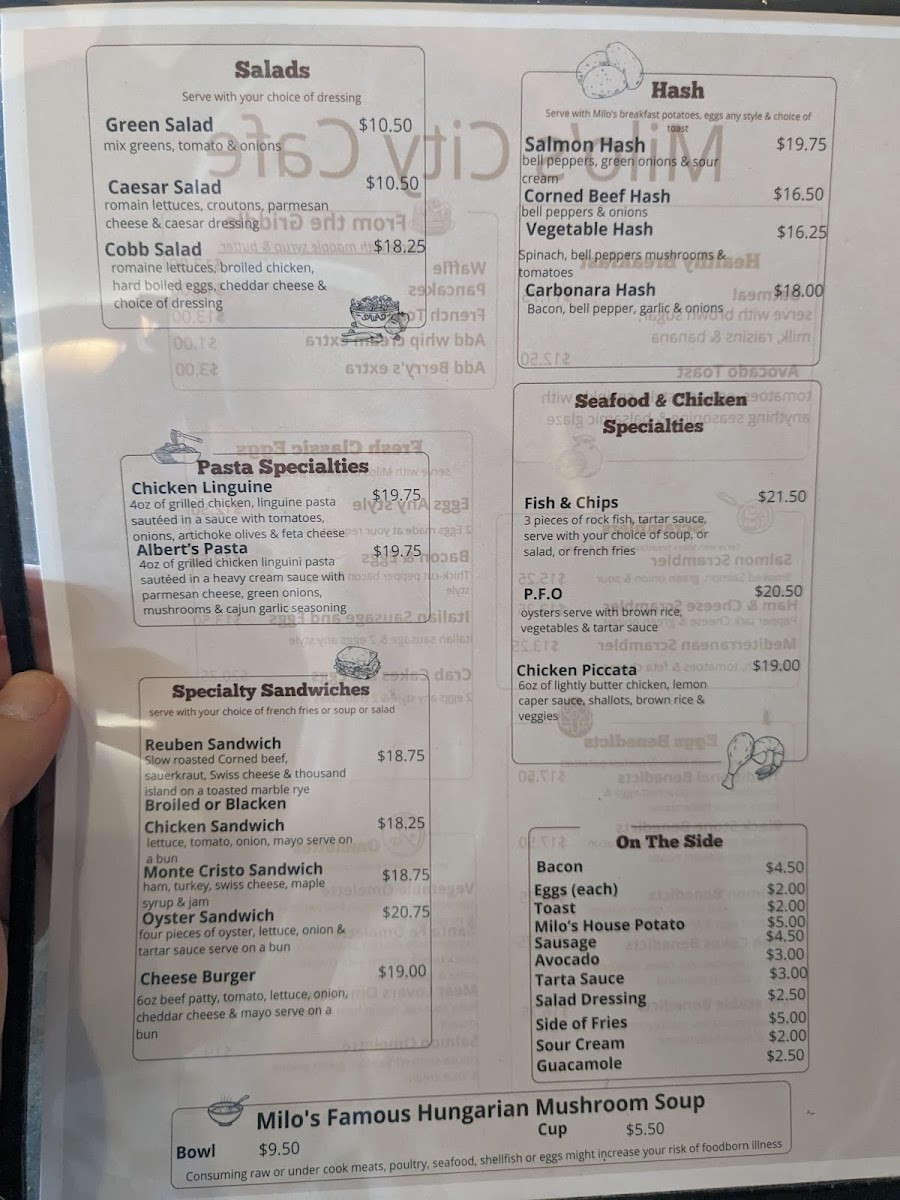 Salads
Serve with your choice of dressing
Green Salad $10.50
mix greens, tomato & onions
Caesar Salad $10.50
romain lettuces, croutons, parmesan
cheese & caesar dressing
Cobb Salad $18.25
romaine lettuces, broiled chicken,
hard boiled eggs, cheddar cheese &
choice of dressing
SALAD
Pasta Specialties
Chicken Linguine $19.75
4oz of grilled chicken, linguine pasta
sautéed in a sauce with tomatoes,
onions, artichoke olives & feta cheese
Albert's Pasta $19.75
4oz of grilled chicken linguini pasta
sautéed in a heavy cream sauce with
parmesan cheese, green onions,
mushrooms & cajun garlic seasoning
Specialty Sandwiches
serve with your choice of french fries or soup or salad
Reuben Sandwich $18.75
Slow roasted Corned beef,
sauerkraut, Swiss cheese & thousand
island on a toasted marble rye
Broiled or Blacken
Chicken Sandwich $18.25
lettuce, tomato, onion, mayo serve on
a bun
Monte Cristo Sandwich $18.75
ham, turkey, swiss cheese, maple
syrup & jam
Oyster Sandwich $20.75
four pieces of oyster, lettuce, onion &
tartar sauce serve on a bun
Cheese Burger $19.00
6oz beef patty, tomato, lettuce, onion,
cheddar cheese & mayo serve on a
bun
Hash
Serve with Milo's breakfast potatoes, eggs any style & choice of
toast
Salmon Hash $19.75
bell peppers, green onions & sour
cream
Corned Beef Hash $16.50
bell peppers & onions
Vegetable Hash $16.25
Spinach, bell peppers mushrooms &
tomatoes
Carbonara Hash $18.00
Bacon, bell pepper, garlic & onions
Seafood & Chicken
Specialties
Fish & Chips $21.50
3 pieces of rock fish, tartar sauce,
serve with your choice of soup, or
salad, or french fries
P.F.O $20.50
oysters serve with brown rice,
vegetables & tartar sauce
Chicken Piccata $19.00
6oz of lightly butter chicken, lemon
caper sauce, shallots, brown rice &
veggies
On The Side
Bacon $4.50
Eggs (each) $2.00
Toast $2.00
Milo's House Potato $5.00
Sausage $4.50
Avocado $3.00
Tarta Sauce $3.00
Salad Dressing $2.50
Side of Fries $5.00
Sour Cream $2.00
Guacamole $2.50
Milo's Famous Hungarian Mushroom Soup
Bowl $9.50 Cup $5.50
Consuming raw or under cook meats, poultry, seafood, shellfish or eggs might increase your risk of foodborn illness